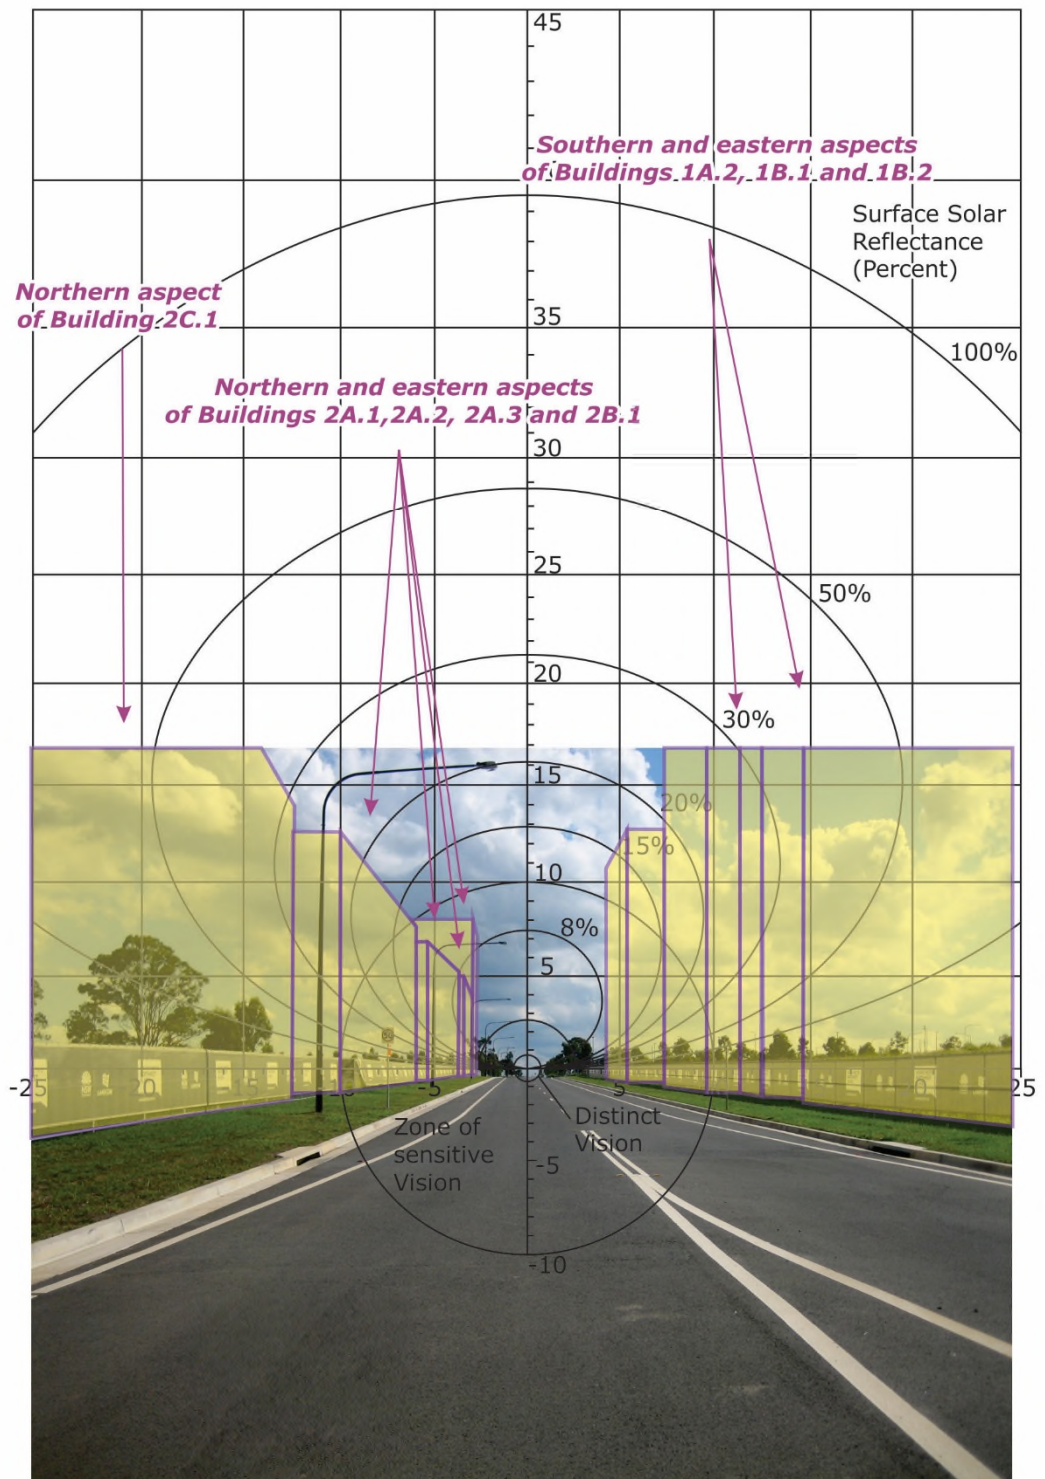 45
Southern and eastern aspects
of Buildings 1A.2, 1B.1 and 1B.2
Surface Solar
Reflectance
(Percent)
Northern aspect
of Building 2C.1
35
100%
Northern and eastern aspects
of Buildings 2A.1,2A.2, 2A.3 and 2B.1
30
25
50%
20
30%
15
20%
15%
10
8%
5
-25
20
15
-5
5
25
Zone of
sensitive
Vision
Distinct
Vision
-5
-10